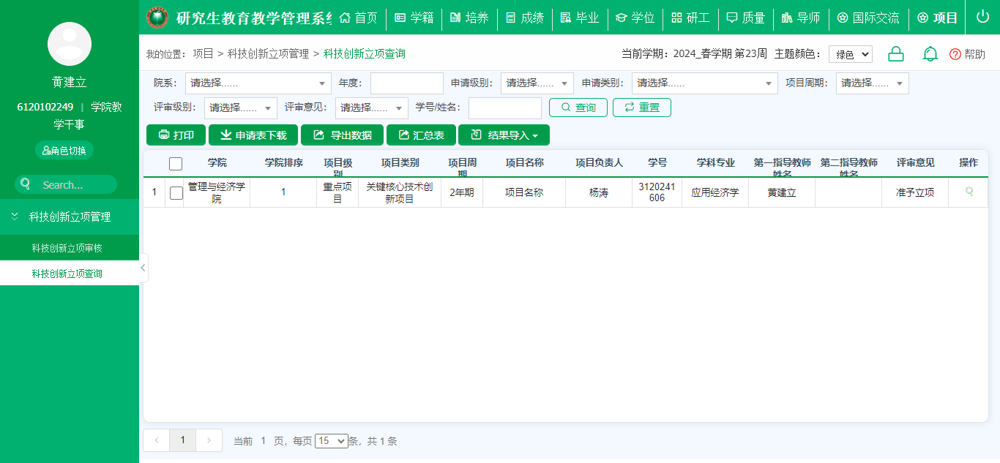 研究生教育教学管理系统
首页 学籍 培养 成绩 毕业 学位 研工 质量 导师 国际交流 项目
黄建立
6120102249 | 学院教
学干事
角色切换
Search...
科技创新立项管理
科技创新立项审核
科技创新立项查询
我的位置： 项目 > 科技创新立项管理 > 科技创新立项查询
当前学期：2024_春学期 第23周 主题颜色： 绿色 帮助
院系： 请选择...... 年度： 申请级别： 请选择...... 申请类别： 请选择...... 项目周期： 请选择......
评审级别： 请选择...... 评审意见： 请选择...... 学号/姓名： 查询 重置
打印 申请表下载 导出数据 汇总表 结果导入
学院 学院排序 项目级别 项目类别 项目周期 项目名称 项目负责人 学号 学科专业 第一指导教师姓名 第二指导教师姓名 评审意见 操作
1 管理与经济学院 1 重点项目 关键核心技术创新项目 2年期 项目名称 杨涛 3120241606 应用经济学 黄建立 准予立项
< 1 > 当前 1 页，每页 15 条，共 1 条